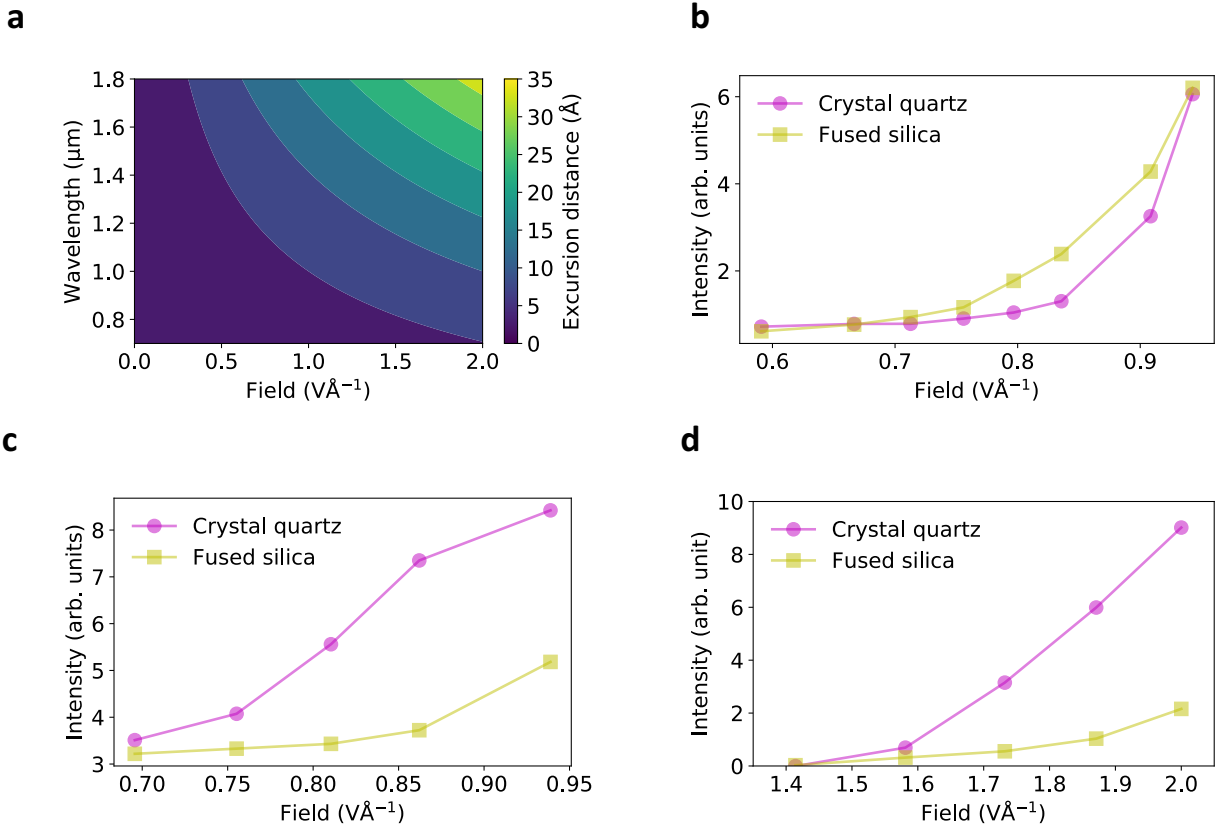 a
1.8
1.6
1.4
1.2
1.0
0.8
Wavelength (μm)
0.0
0.5
1.0
1.5
2.0
Field (VÅ⁻¹)
35
30
25
20
15
10
5
0
Excursion distance (Å)
b
6
4
2
Intensity (arb. units)
Crystal quartz
Fused silica
0.6
0.7
0.8
0.9
Field (VÅ⁻¹)
c
8
7
6
5
4
3
Intensity (arb. units)
Crystal quartz
Fused silica
0.70
0.75
0.80
0.85
0.90
0.95
Field (VÅ⁻¹)
d
10
8
6
4
2
0
Intensity (arb. unit)
Crystal quartz
Fused silica
1.4
1.5
1.6
1.7
1.8
1.9
2.0
Field (VÅ⁻¹)